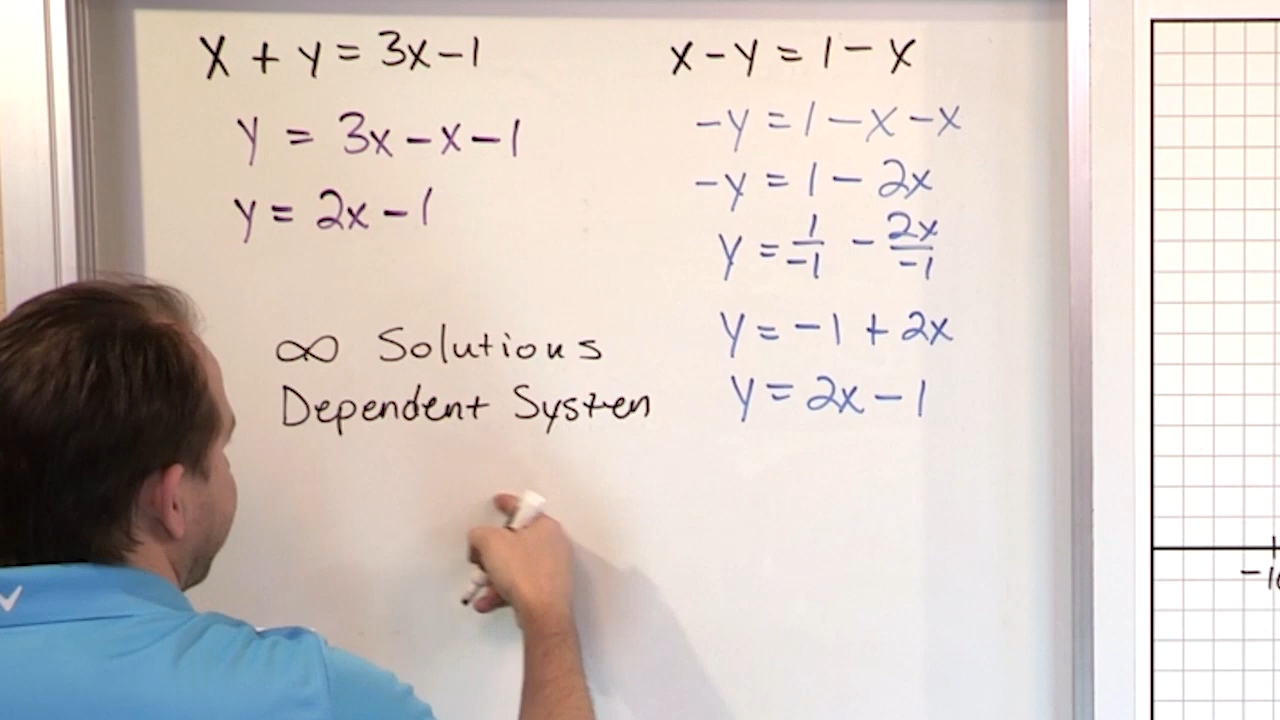 x + y = 3x - 1
y = 3x - x - 1
y = 2x - 1
∞ Solutions
Dependent System
x - y = 1 - x
-y = 1 - x - x
-y = 1 - 2x
y = 1/-1 - 2x/-1
y = -1 + 2x
y = 2x - 1